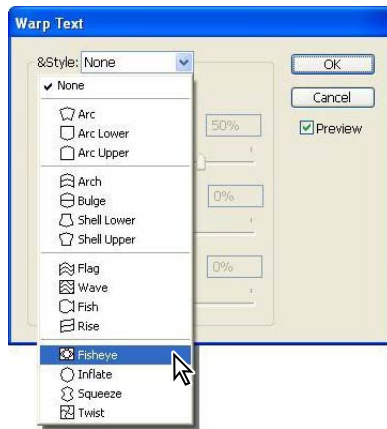 Warp Text
&Style: None
OK
None
Cancel
Arc
50%
Preview
Arc Lower
Arc Upper
Arch
Bulge
0%
Shell Lower
Shell Upper
Flag
0%
Wave
Fish
Rise
Fisheye
Inflate
Squeeze
Twist